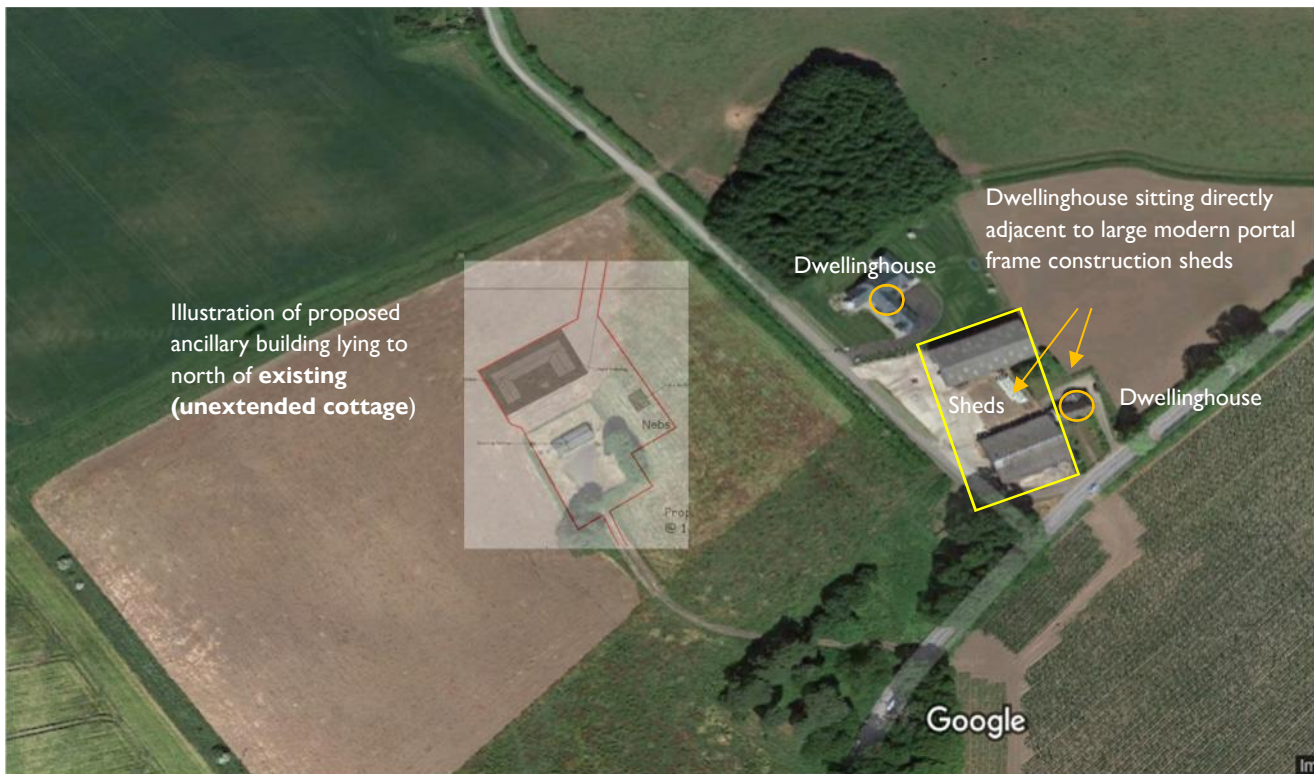 Dwellinghouse sitting directly
adjacent to large modern portal
frame construction sheds
Dwellinghouse
Illustration of proposed
ancillary building lying to
north of existing
(unextended cottage)
Sheds
Dwellinghouse
Nebs
Prop
@ 1
Google